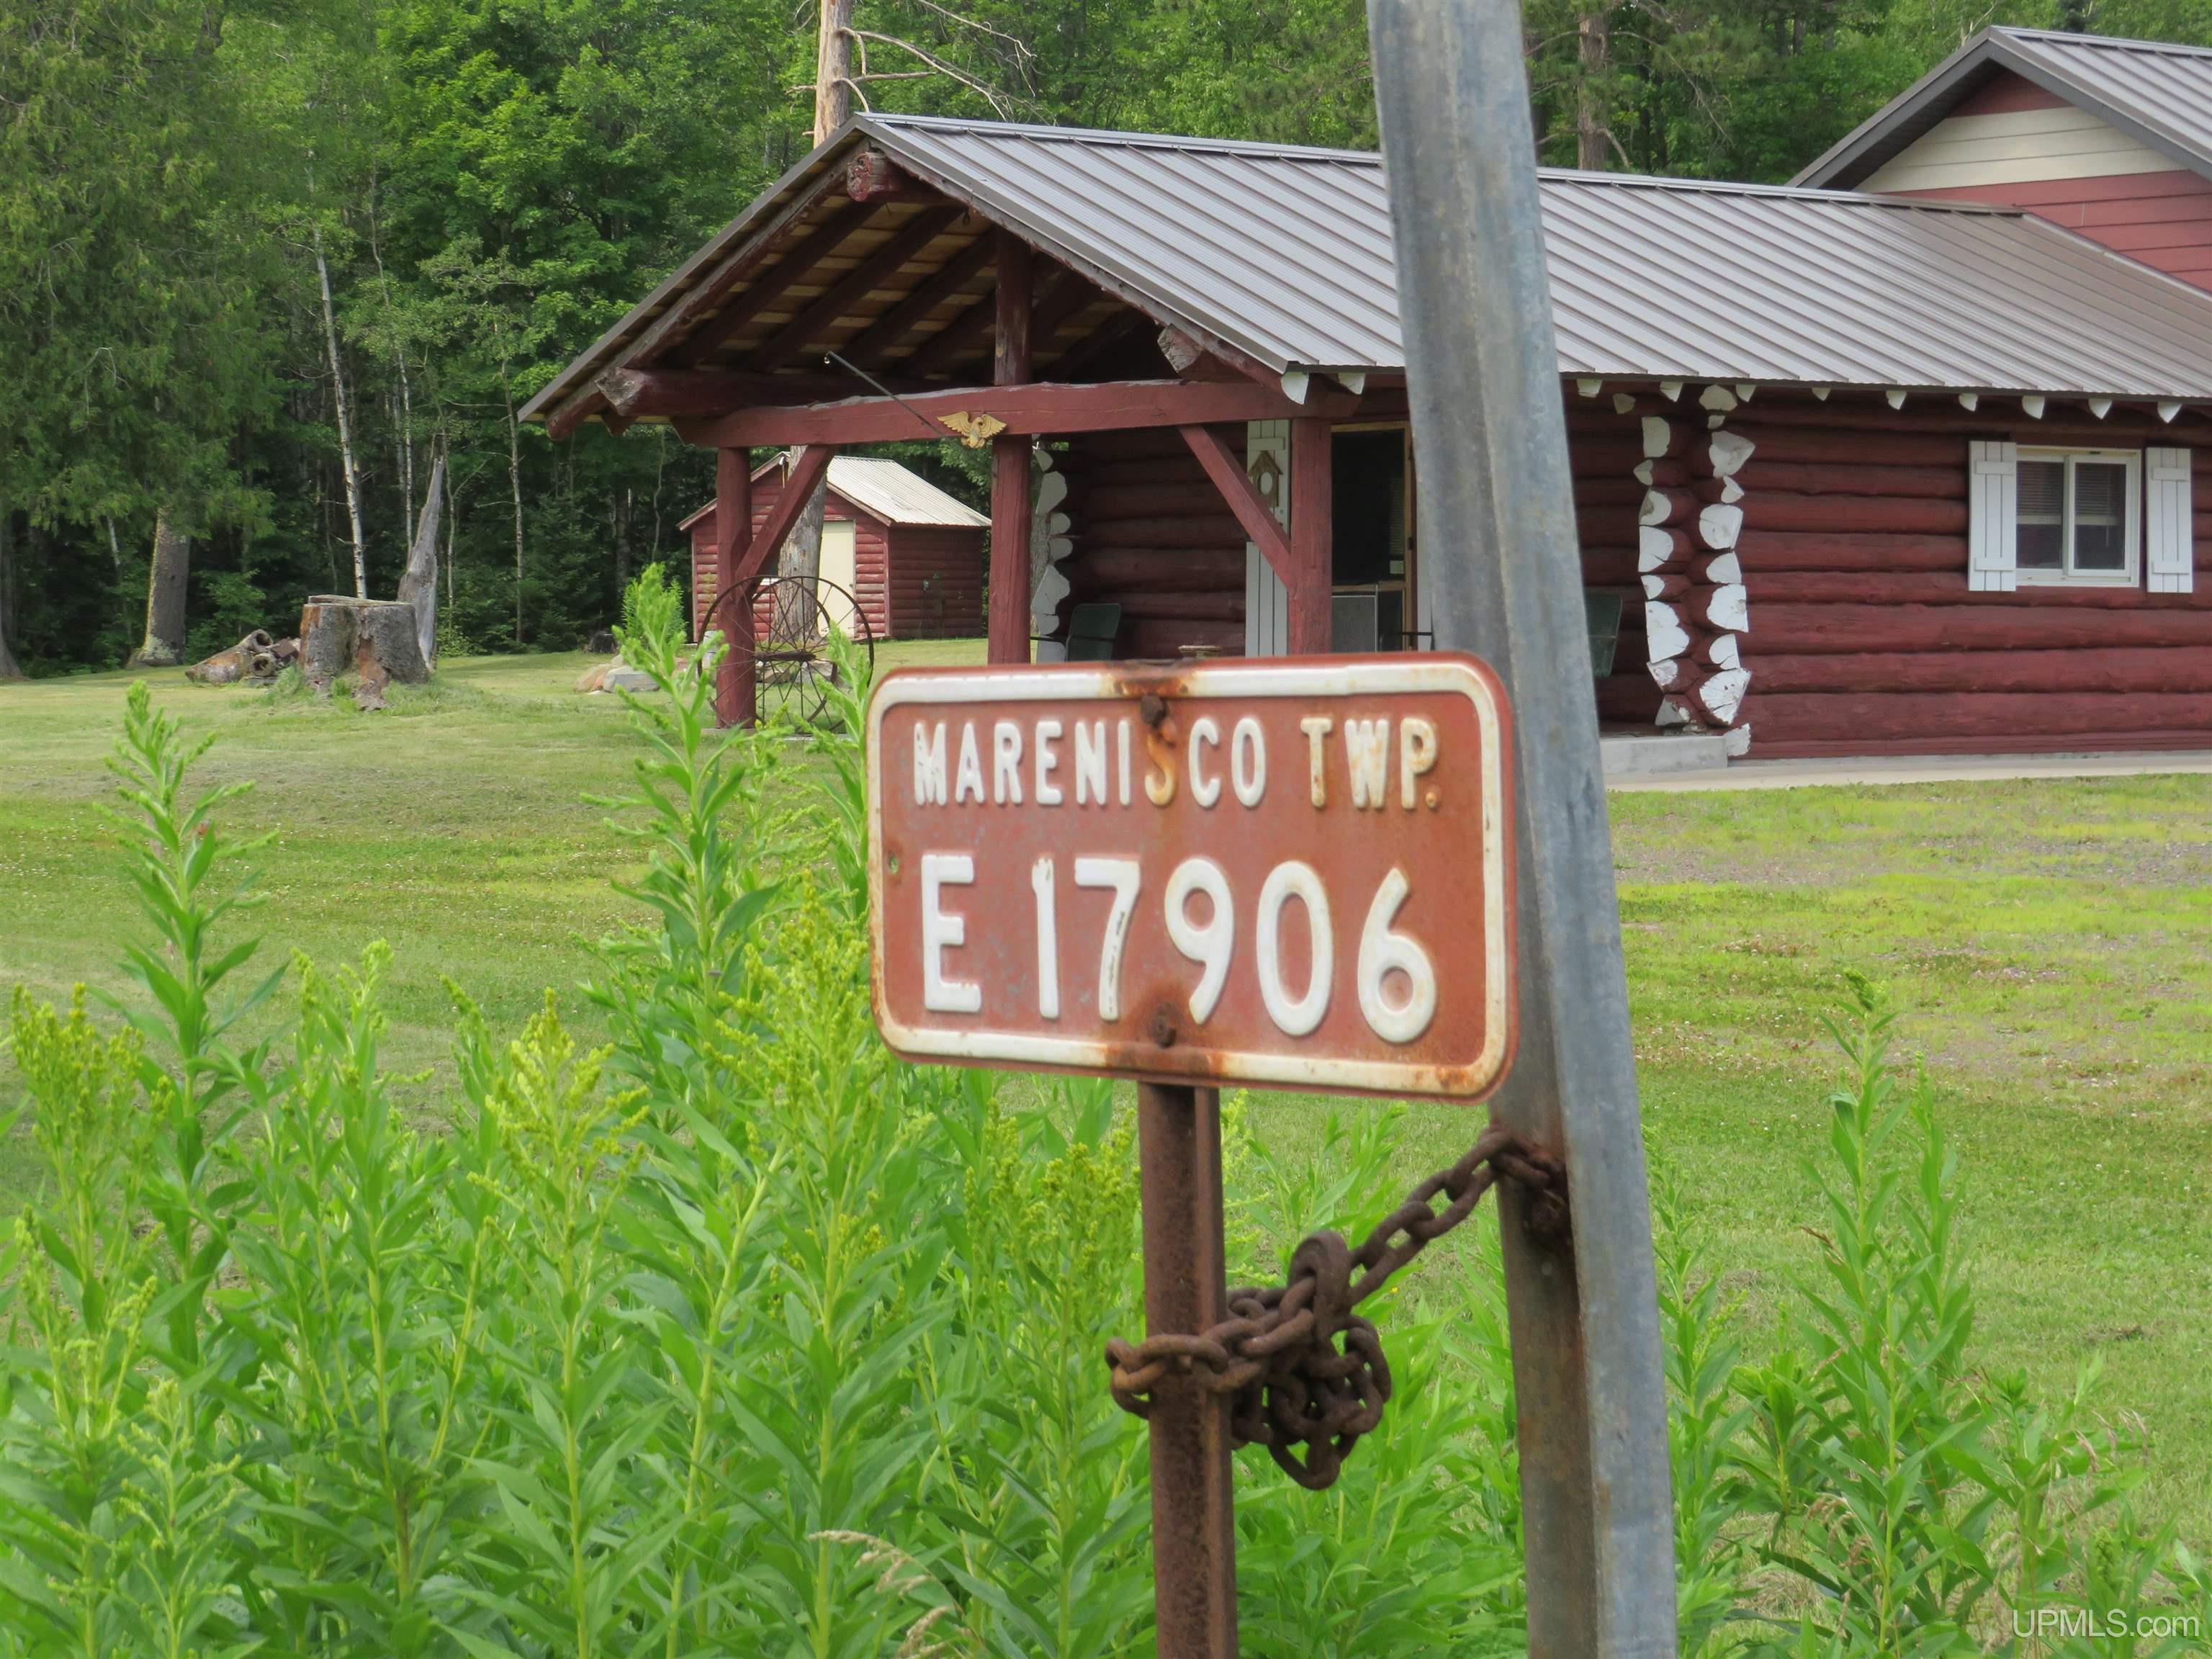 MARENISCO TWP.
E 17906
UPMLS.com